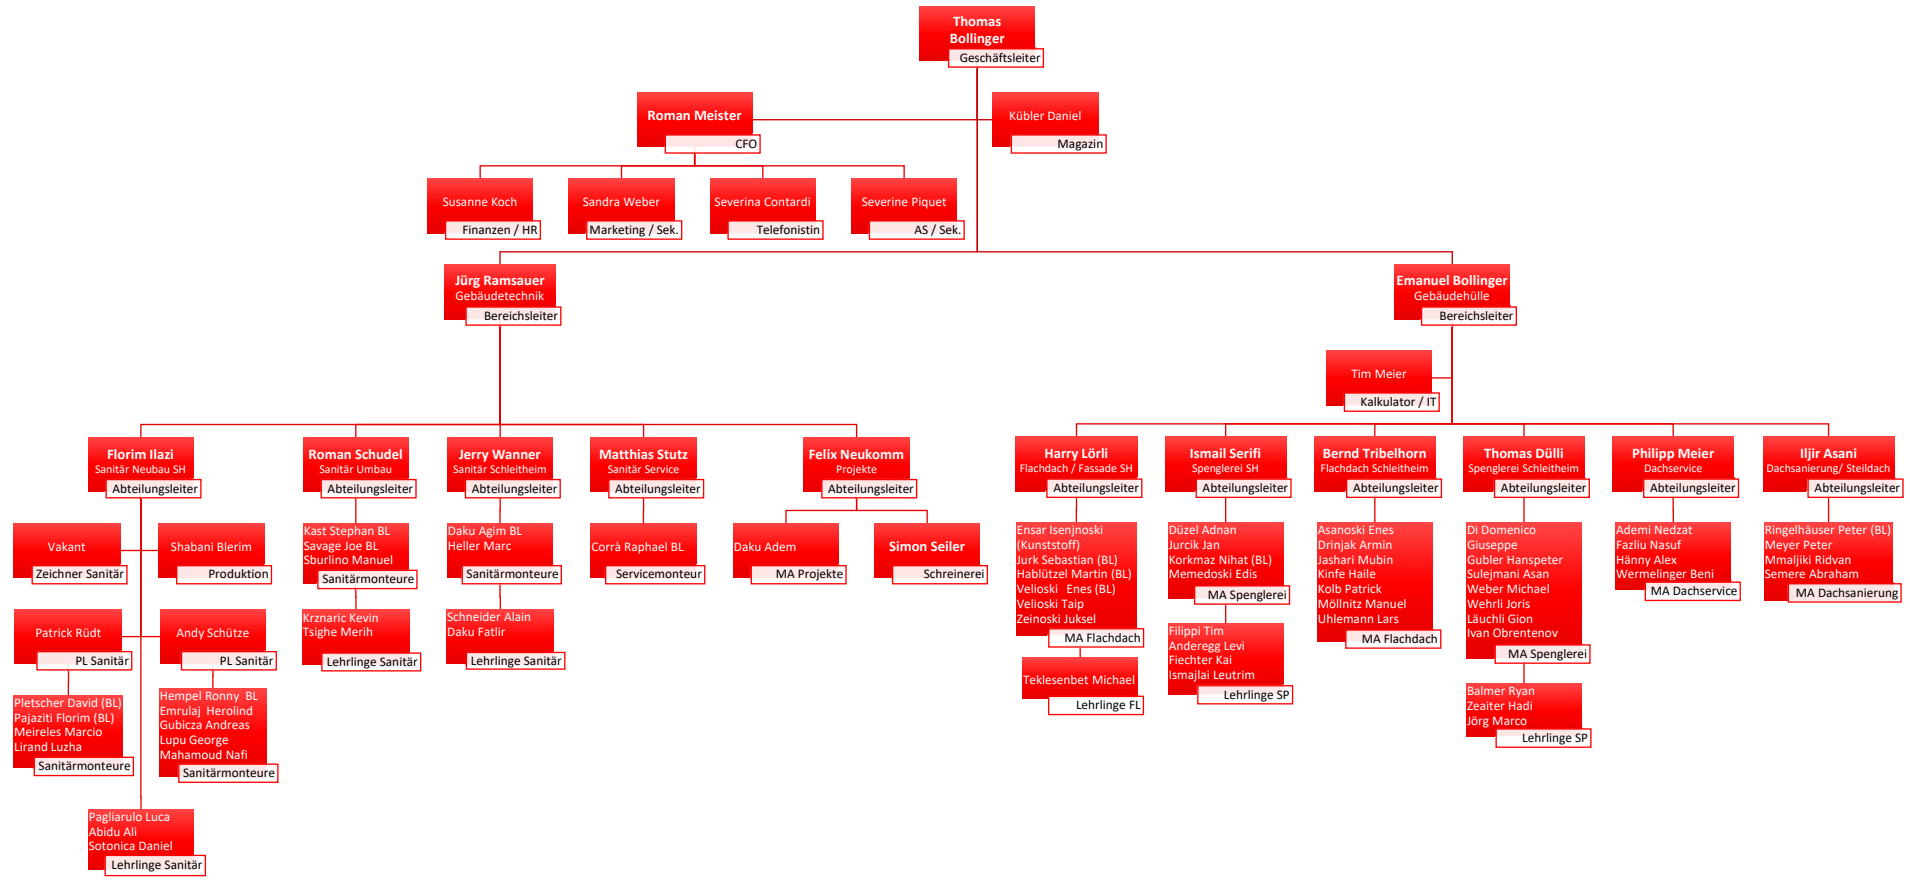 Thomas
Bollinger
Geschäftsleiter
Roman Meister
CFO
Kübler Daniel
Magazin
Susanne Koch
Finanzen / HR
Sandra Weber
Marketing / Sek.
Severina Contardi
Telefonistin
Severine Piquet
AS / Sek.
Jürg Ramsauer
Gebäudetechnik
Bereichsleiter
Emanuel Bollinger
Gebäudehülle
Bereichsleiter
Tim Meier
Kalkulator / IT
Florim Ilazi
Sanitär Neubau SH
Abteilungsleiter
Roman Schudel
Sanitär Umbau
Abteilungsleiter
Jerry Wanner
Sanitär Schleitheim
Abteilungsleiter
Matthias Stutz
Sanitär Service
Abteilungsleiter
Felix Neukomm
Projekte
Abteilungsleiter
Harry Lörli
Flachdach / Fassade SH
Abteilungsleiter
Ismail Serifi
Spenglerei SH
Abteilungsleiter
Bernd Tribelhorn
Flachdach Schleitheim
Abteilungsleiter
Thomas Dülli
Spenglerei Schleitheim
Abteilungsleiter
Philipp Meier
Dachservice
Abteilungsleiter
Iljir Asani
Dachsanierung/ Steildach
Abteilungsleiter
Vakant
Zeichner Sanitär
Shabani Blerim
Produktion
Kast Stephan BL
Savage Joe BL
Sburlino Manuel
Sanitärmonteure
Daku Agim BL
Heller Marc
Sanitärmonteure
Corrà Raphael BL
Servicemonteur
Daku Adem
MA Projekte
Simon Seiler
Schreinerei
Ensar Isenjnoski
(Kunststoff)
Jurk Sebastian (BL)
Hablützel Martin (BL)
Velioski Enes (BL)
Velioski Taip
Zeinoski Juksel
MA Flachdach
Düzel Adnan
Jurcik Jan
Korkmaz Nihat (BL)
Memedoski Edis
MA Spenglerei
Asanoski Enes
Drinjak Armin
Jashari Mubin
Kinfe Haile
Kolb Patrick
Möllnitz Manuel
Uhlemann Lars
MA Flachdach
Di Domenico
Giuseppe
Gubler Hanspeter
Sulejmani Asan
Weber Michael
Wehrli Joris
Läuchli Gion
Ivan Obrentenov
MA Spenglerei
Ademi Nedzat
Fazliu Nasuf
Hänny Alex
Wermelinger Beni
MA Dachservice
Ringelhäuser Peter (BL)
Meyer Peter
Mmaljiki Ridvan
Semere Abraham
MA Dachsanierung
Patrick Rüdt
PL Sanitär
Andy Schütze
PL Sanitär
Krznaric Kevin
Tsighe Merih
Lehrlinge Sanitär
Schneider Alain
Daku Fatlir
Lehrlinge Sanitär
Teklesenbet Michael
Lehrlinge FL
Filippi Tim
Anderegg Levi
Fiechter Kai
Ismajlai Leutrim
Lehrlinge SP
Balmer Ryan
Zeaiter Hadi
Jörg Marco
Lehrlinge SP
Pletscher David (BL)
Pajaziti Florim (BL)
Meireles Marcio
Lirand Luzha
Sanitärmonteure
Hempel Ronny BL
Emrulaj Herolind
Gubicza Andreas
Lupu George
Mahamoud Nafi
Sanitärmonteure
Pagliarulo Luca
Abidu Ali
Sotonica Daniel
Lehrlinge Sanitär